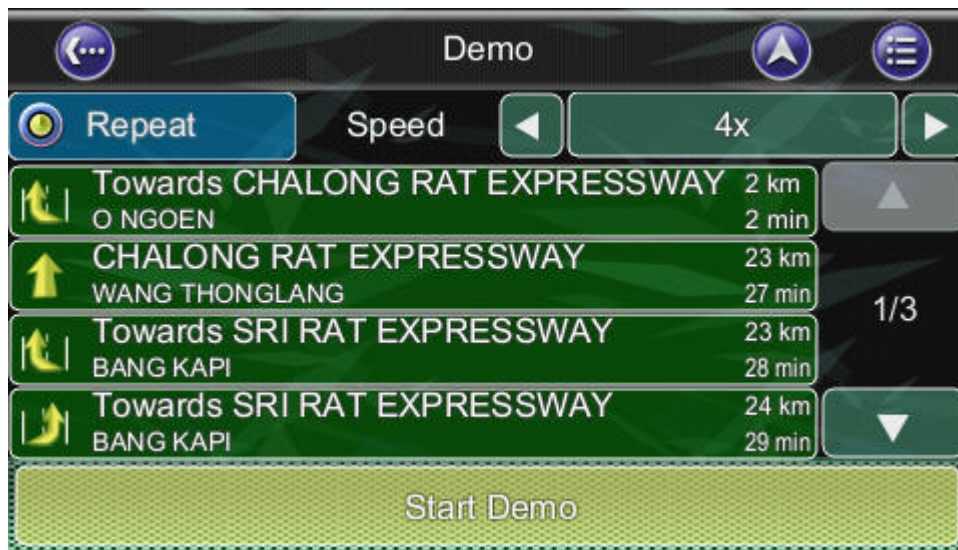 Demo
Repeat Speed 4x
Towards CHALONG RAT EXPRESSWAY 2 km
O NGOEN 2 min
CHALONG RAT EXPRESSWAY 23 km
WANG THONGLANG 27 min
1/3
Towards SRI RAT EXPRESSWAY 23 km
BANG KAPI 28 min
Towards SRI RAT EXPRESSWAY 24 km
BANG KAPI 29 min
Start Demo